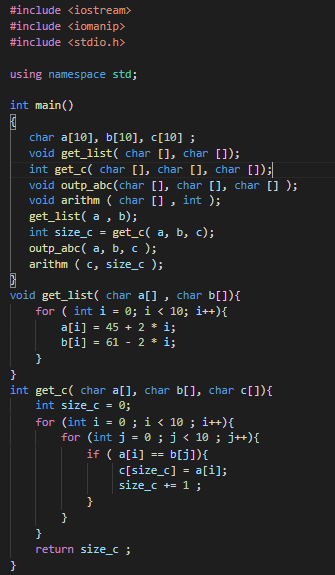 #include <iostream>
#include <iomanip>
#include <stdio.h>
using namespace std;
int main()
{
char a[10], b[10], c[10] ;
void get_list( char [], char []);
int get_c( char [], char [], char []);
void outp_abc(char [], char [], char [] );
void arithm ( char [] , int );
get_list( a , b);
int size_c = get_c( a, b, c);
outp_abc( a, b, c );
arithm ( c, size_c );
}
void get_list( char a[] , char b[]){
for ( int i = 0; i < 10; i++){
a[i] = 45 + 2 * i;
b[i] = 61 - 2 * i;
}
}
int get_c( char a[], char b[], char c[]){
int size_c = 0;
for (int i = 0 ; i < 10 ; i++){
for (int j = 0 ; j < 10 ; j++){
if ( a[i] == b[j]){
c[size_c] = a[i];
size_c += 1 ;
}
}
}
return size_c ;
}